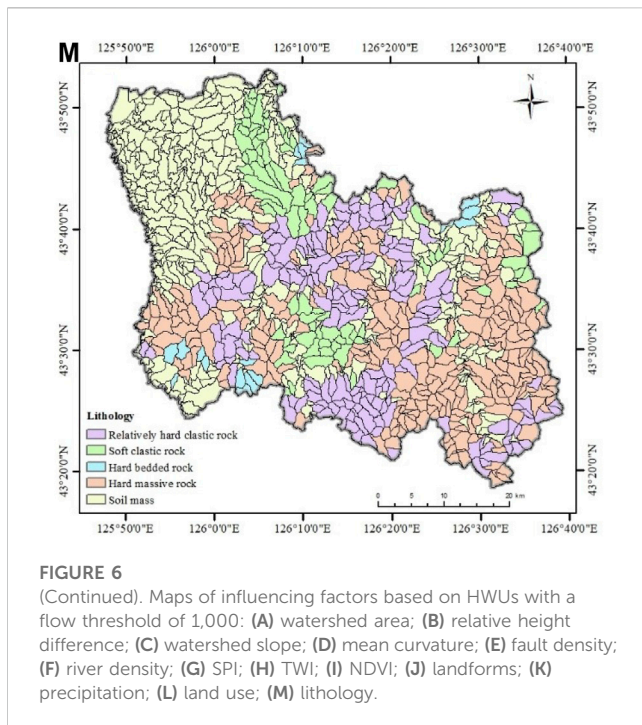 M
125°50'0"E 126°0'0"E 126°10'0"E 126°20'0"E 126°30'0"E 126°40'0"E
N
43°50'0"N 43°50'0"N
43°40'0"N 43°40'0"N
43°30'0"N 43°30'0"N
43°20'0"N 43°20'0"N
Lithology
Relatively hard clastic rock
Soft clastic rock
Hard bedded rock
Hard massive rock
Soil mass
0 5 10 20 km
125°50'0"E 126°0'0"E 126°10'0"E 126°20'0"E 126°30'0"E 126°40'0"E
FIGURE 6
(Continued). Maps of influencing factors based on HWUs with a
flow threshold of 1,000: (A) watershed area; (B) relative height
difference; (C) watershed slope; (D) mean curvature; (E) fault density;
(F) river density; (G) SPI; (H) TWI; (I) NDVI; (J) landforms; (K)
precipitation; (L) land use; (M) lithology.